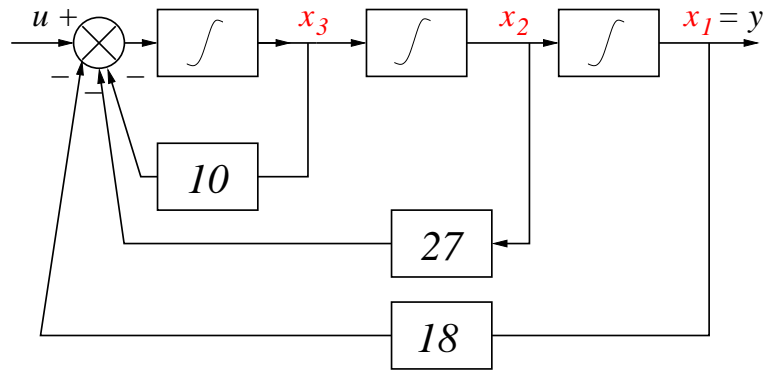 u + x₃ x₂ x₁ = y
− − −
10
27
18